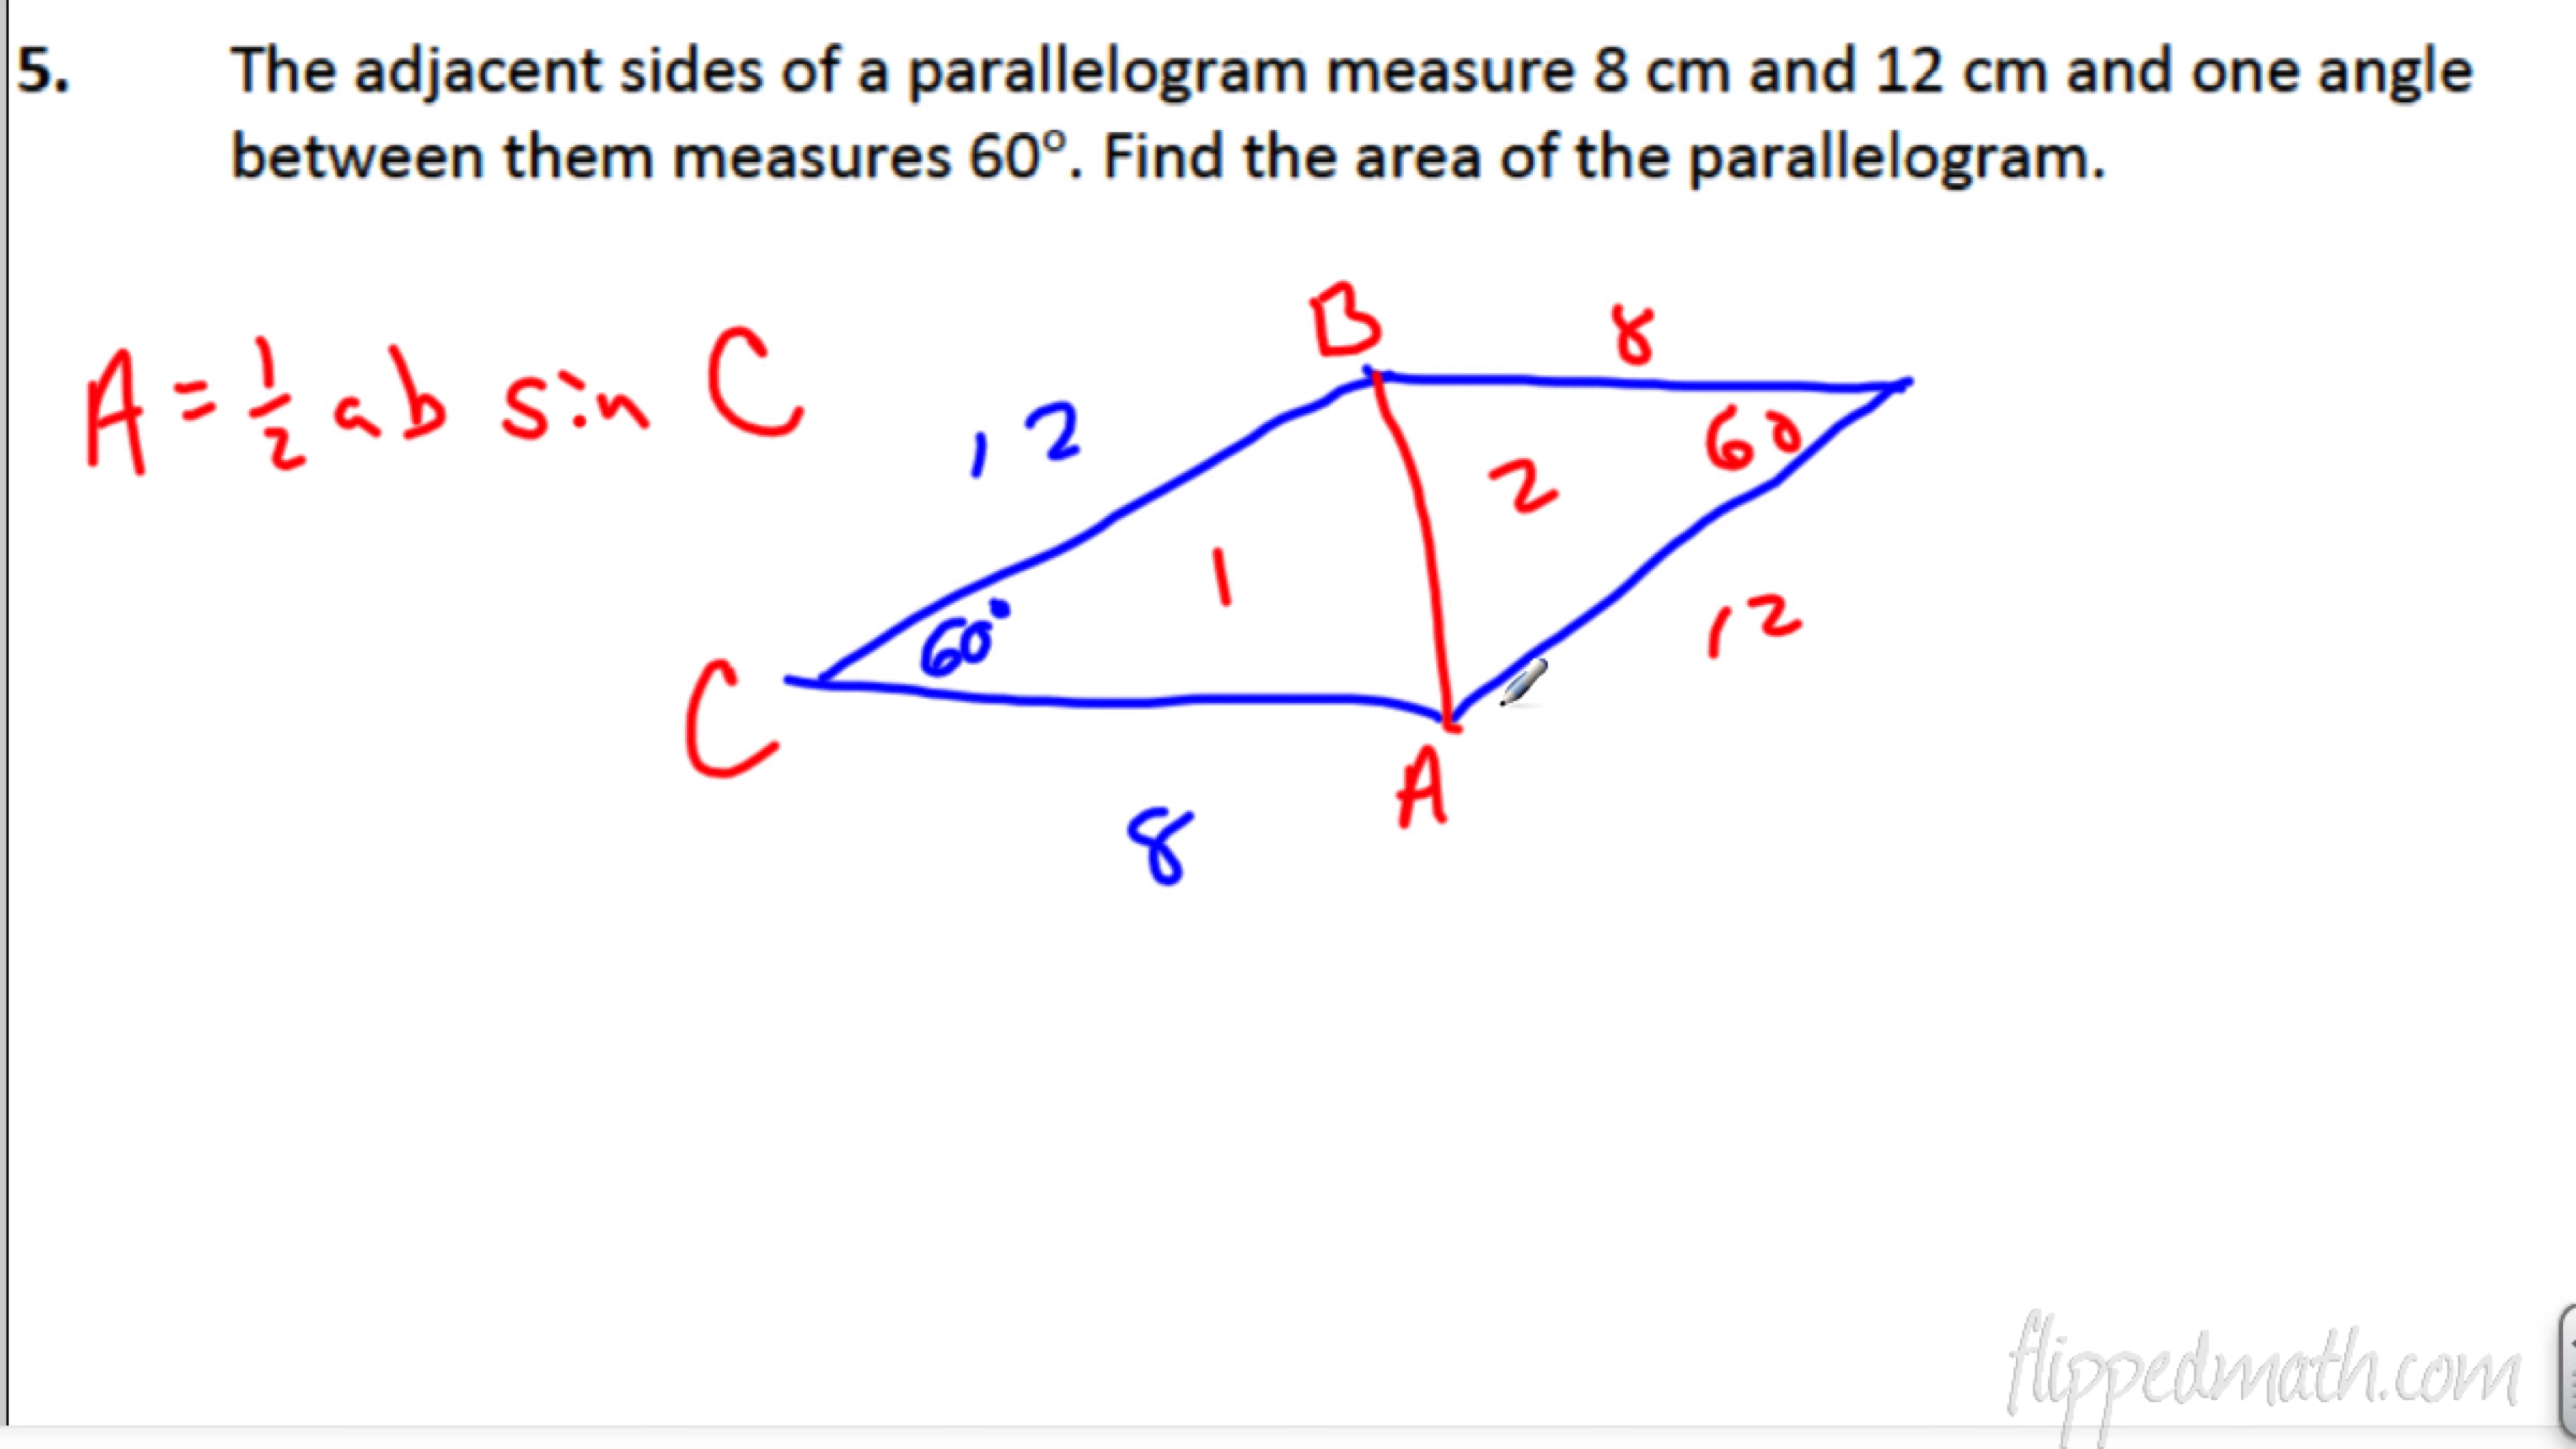 5. The adjacent sides of a parallelogram measure 8 cm and 12 cm and one angle
between them measures 60°. Find the area of the parallelogram.
B 8
A = 1/2 ab sin C
12
60
2
1
12
60°
C
A
8
flippedmath.com